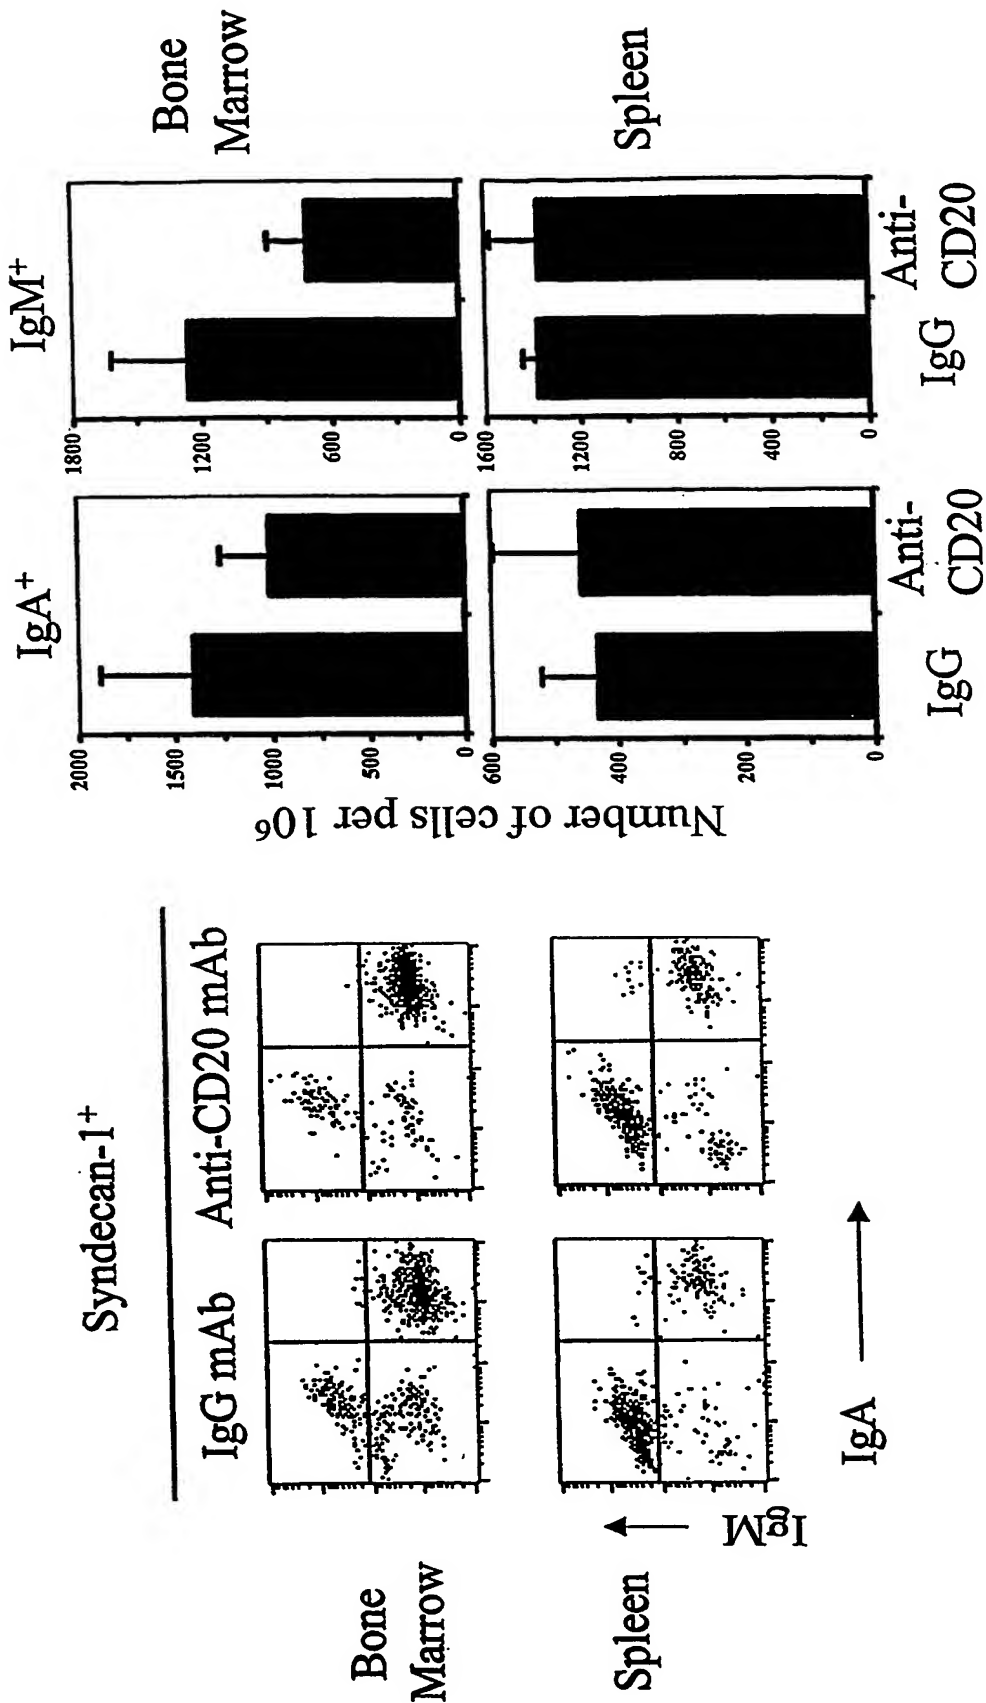 Syndecan-1+
IgG mAb
Anti-CD20 mAb
Bone
Marrow
Spleen
IgM
IgA
IgA+
IgM+
Number of cells per 10⁶
2000
1500
1000
500
0
1800
1200
600
0
Bone
Marrow
600
400
200
0
1600
1200
800
400
0
Spleen
IgG
Anti-
CD20
IgG
Anti-
CD20